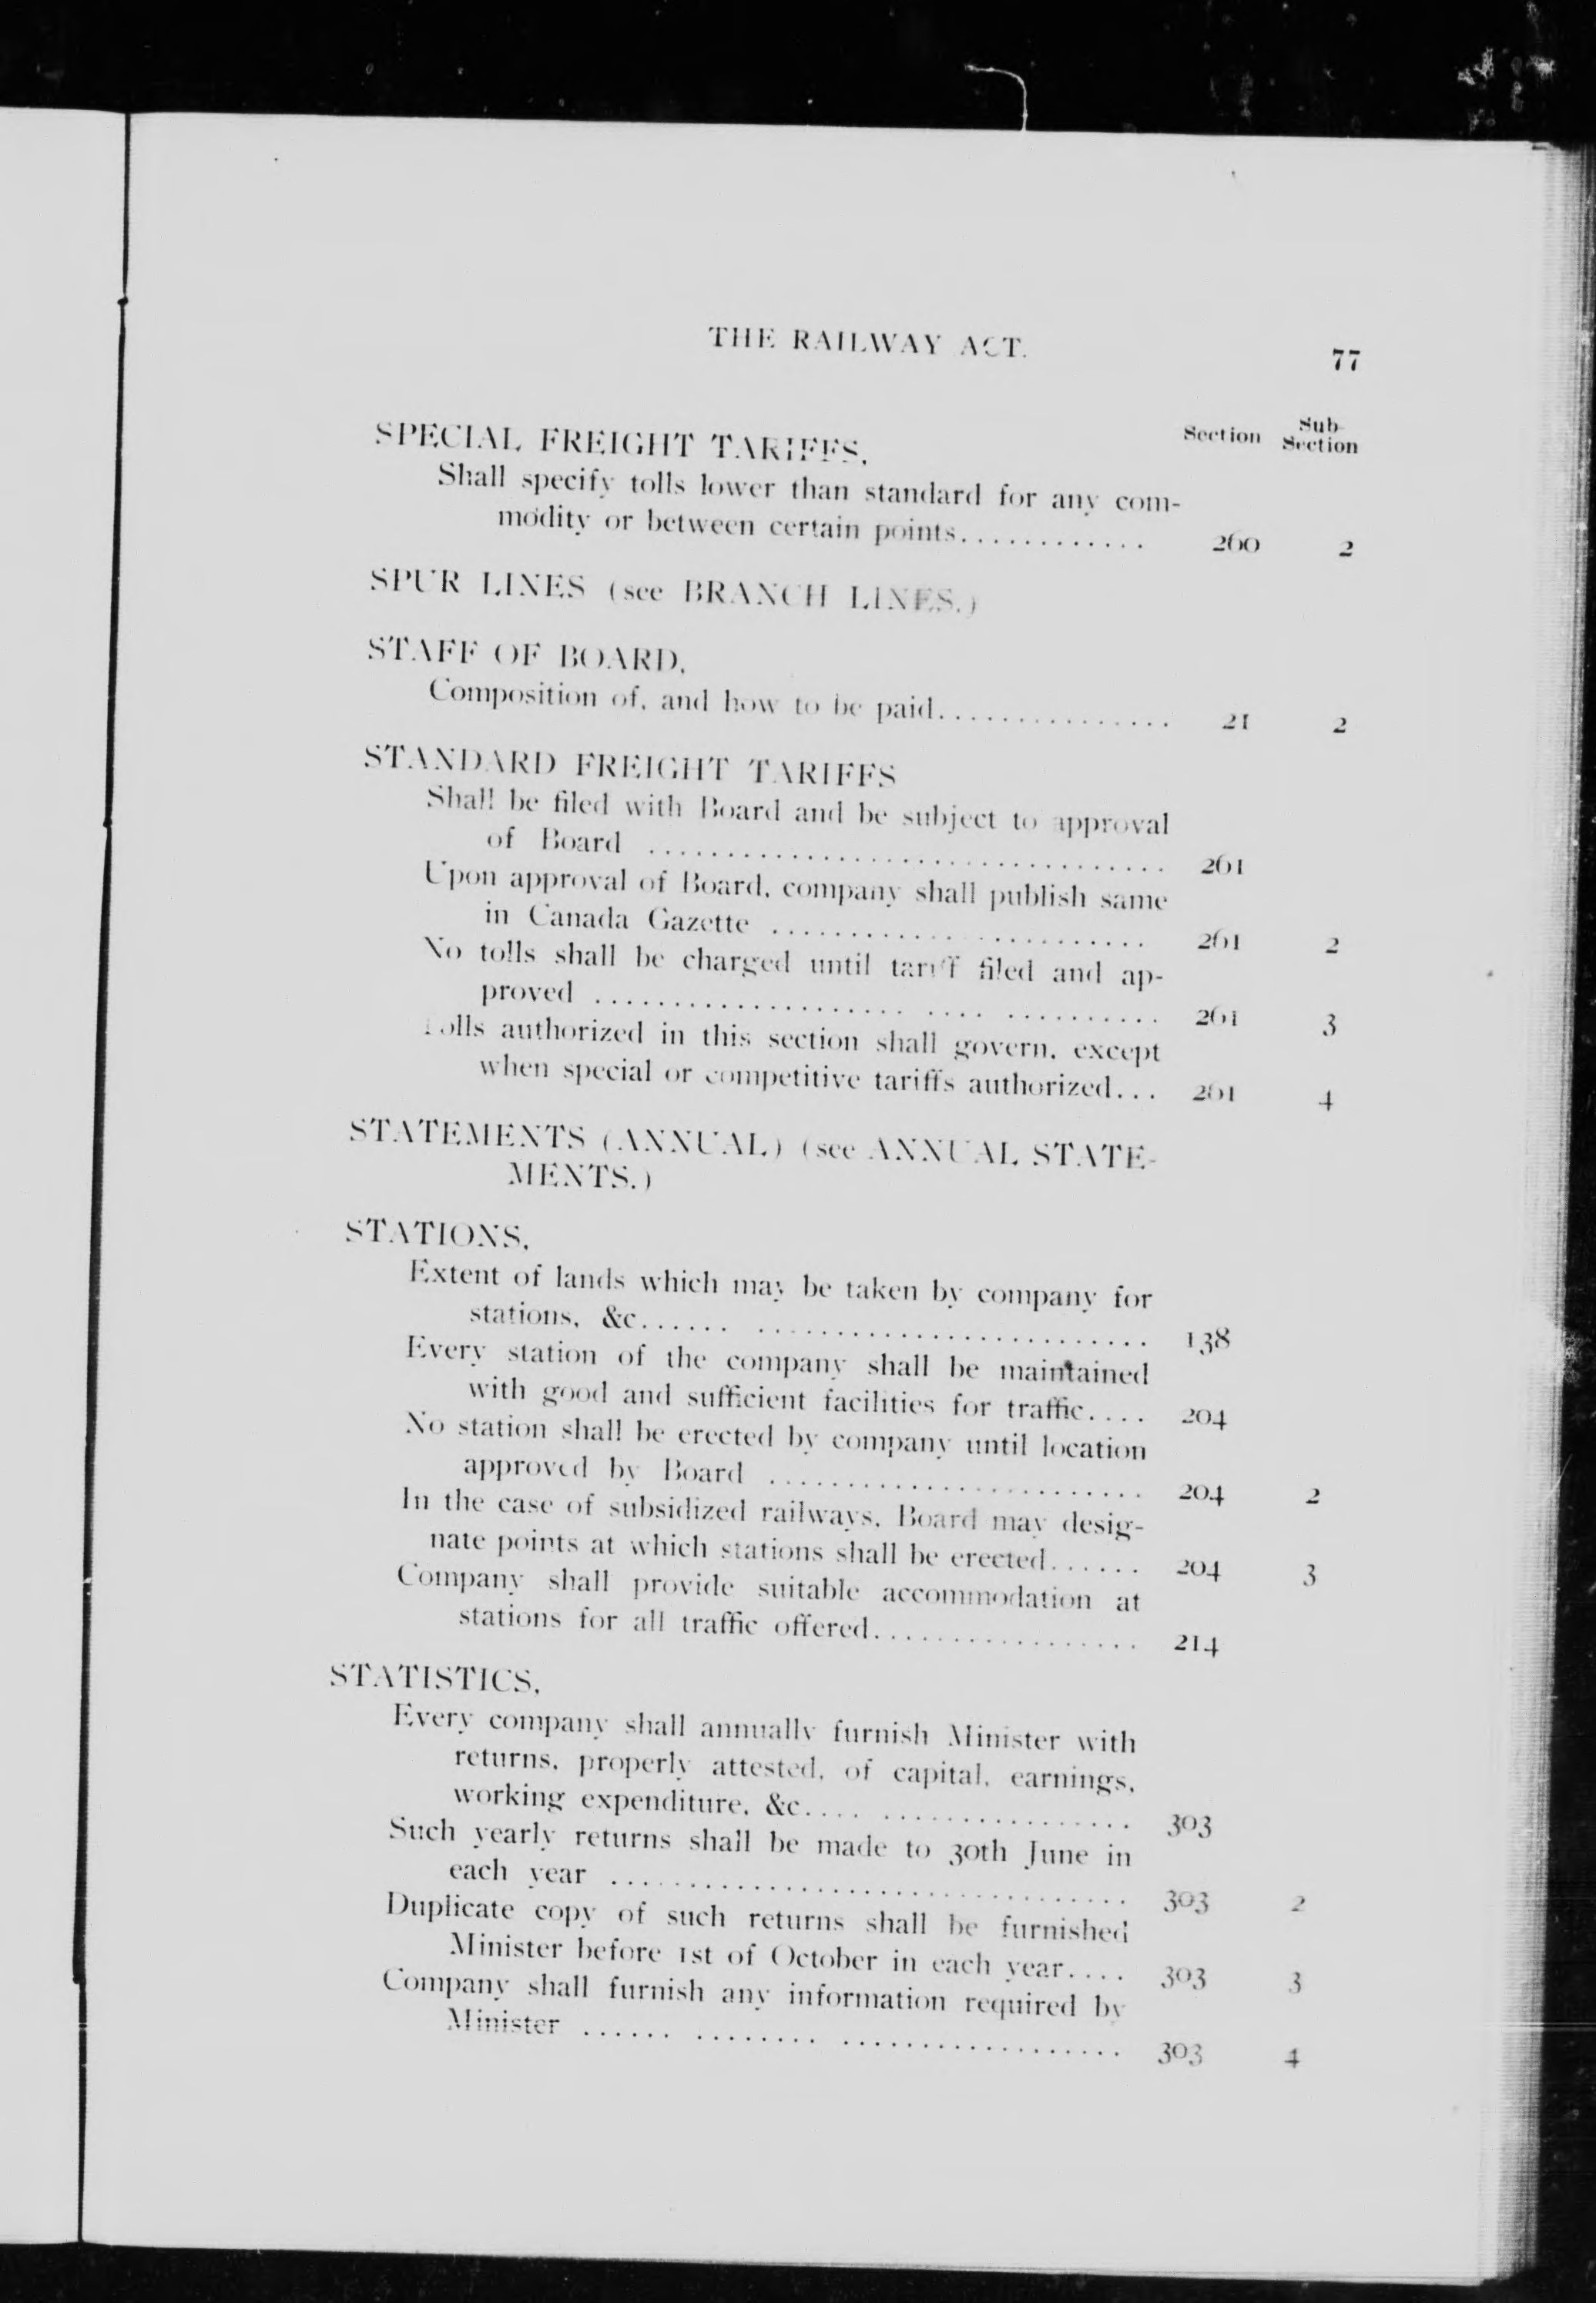 THE RAILWAY ACT.
77
Section Sub-Section
SPECIAL FREIGHT TARIFFS,
Shall specify tolls lower than standard for any com-
modity or between certain points............ 260 2
SPUR LINES (see BRANCH LINES.)
STAFF OF BOARD,
Composition of, and how to be paid............... 21 2
STANDARD FREIGHT TARIFFS
Shall be filed with Board and be subject to approval
of Board .................................. 261
Upon approval of Board, company shall publish same
in Canada Gazette ........................ 261 2
No tolls shall be charged until tariff filed and ap-
proved .................... .... .......... 261 3
Tolls authorized in this section shall govern, except
when special or competitive tariffs authorized... 261 4
STATEMENTS (ANNUAL) (see ANNUAL STATE-
MENTS.)
STATIONS,
Extent of lands which may be taken by company for
stations, &c...... ......................... 138
Every station of the company shall be maintained
with good and sufficient facilities for traffic.... 204
No station shall be erected by company until location
approved by Board ........................ 204 2
In the case of subsidized railways, Board may desig-
nate points at which stations shall be erected...... 204 3
Company shall provide suitable accommodation at
stations for all traffic offered................. 214
STATISTICS,
Every company shall annually furnish Minister with
returns, properly attested, of capital, earnings,
working expenditure, &c.... ................ 303
Such yearly returns shall be made to 30th June in
each year ................................. 303 2
Duplicate copy of such returns shall be furnished
Minister before 1st of October in each year.... 303 3
Company shall furnish any information required by
Minister ...... ........ .................. 303 4